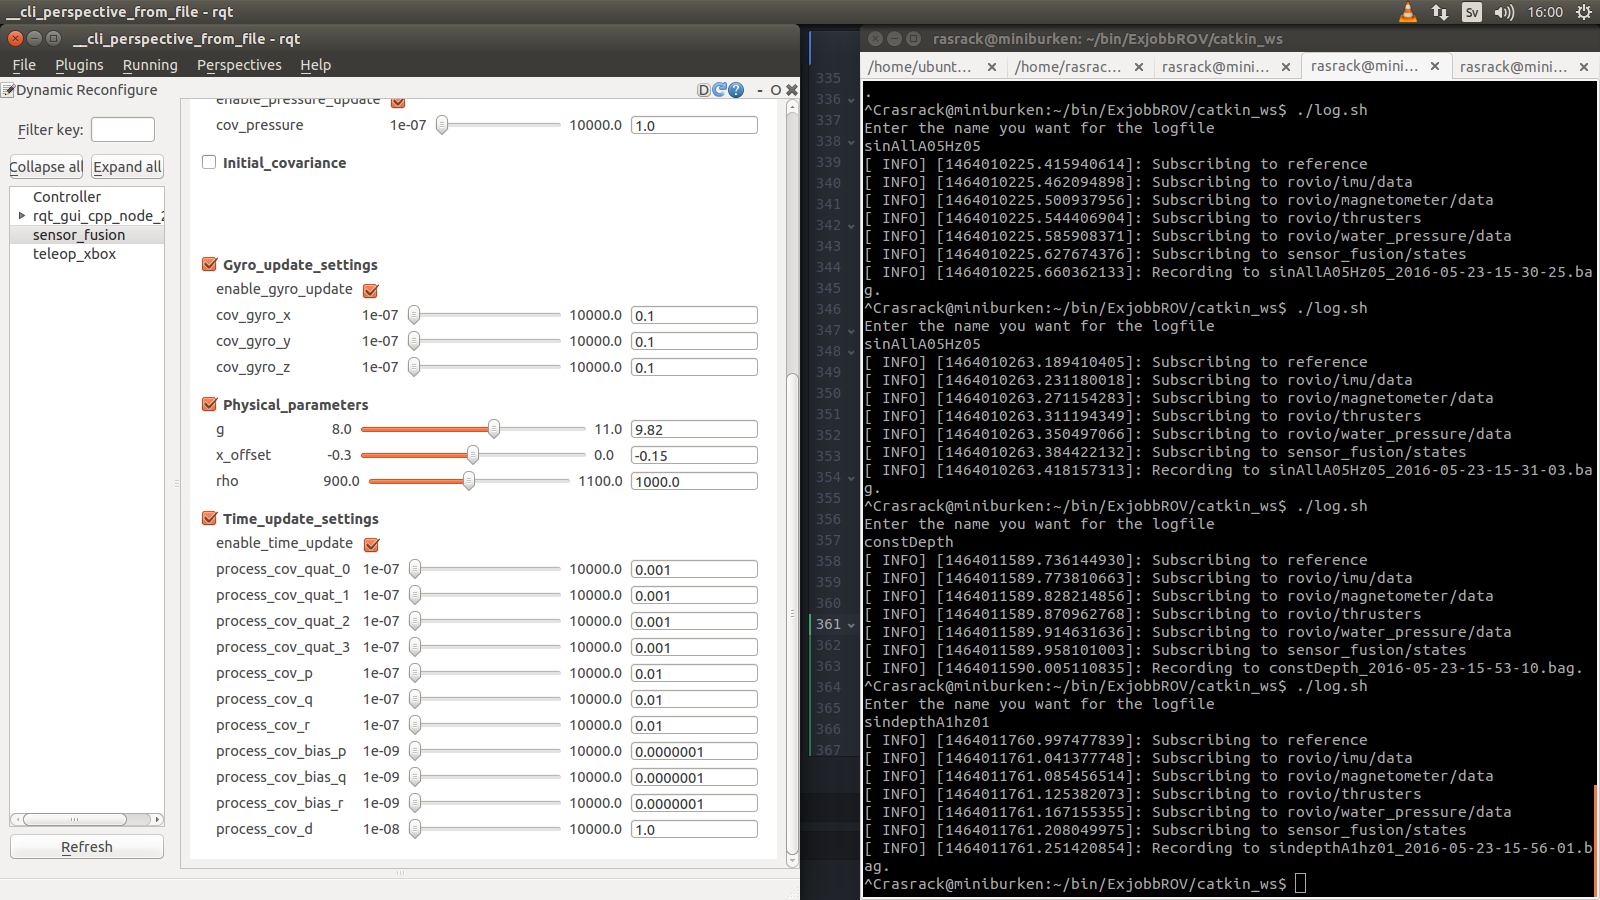 __cli_perspective_from_file - rqt
Sv
16:00
__cli_perspective_from_file - rqt
File Plugins Running Perspectives Help
Dynamic Reconfigure
D
- O
Filter key:
Collapse all Expand all
Controller
rqt_gui_cpp_node_2
sensor_fusion
teleop_xbox
Refresh
enable_pressure_update
cov_pressure 1e-07 10000.0 1.0
Initial_covariance
Gyro_update_settings
enable_gyro_update
cov_gyro_x 1e-07 10000.0 0.1
cov_gyro_y 1e-07 10000.0 0.1
cov_gyro_z 1e-07 10000.0 0.1
Physical_parameters
g 8.0 11.0 9.82
x_offset -0.3 0.0 -0.15
rho 900.0 1100.0 1000.0
Time_update_settings
enable_time_update
process_cov_quat_0 1e-07 10000.0 0.001
process_cov_quat_1 1e-07 10000.0 0.001
process_cov_quat_2 1e-07 10000.0 0.001
process_cov_quat_3 1e-07 10000.0 0.001
process_cov_p 1e-07 10000.0 0.01
process_cov_q 1e-07 10000.0 0.01
process_cov_r 1e-07 10000.0 0.01
process_cov_bias_p 1e-09 10000.0 0.0000001
process_cov_bias_q 1e-09 10000.0 0.0000001
process_cov_bias_r 1e-09 10000.0 0.0000001
process_cov_d 1e-08 10000.0 1.0
335
336
337
338
339
340
341
342
343
344
345
346
347
348
349
350
351
352
353
354
355
356
357
358
359
360
361
362
363
364
365
366
367
rasrack@miniburken: ~/bin/ExjobbROV/catkin_ws
/home/ubunt... /home/rasrac... rasrack@mini... rasrack@mini... rasrack@mini...
.
^Crasrack@miniburken:~/bin/ExjobbROV/catkin_ws$ ./log.sh
Enter the name you want for the logfile
sinAllA05Hz05
[ INFO] [1464010225.415940614]: Subscribing to reference
[ INFO] [1464010225.462094898]: Subscribing to rovio/imu/data
[ INFO] [1464010225.500937956]: Subscribing to rovio/magnetometer/data
[ INFO] [1464010225.544406904]: Subscribing to rovio/thrusters
[ INFO] [1464010225.585908371]: Subscribing to rovio/water_pressure/data
[ INFO] [1464010225.627674376]: Subscribing to sensor_fusion/states
[ INFO] [1464010225.660362133]: Recording to sinAllA05Hz05_2016-05-23-15-30-25.ba
g.
^Crasrack@miniburken:~/bin/ExjobbROV/catkin_ws$ ./log.sh
Enter the name you want for the logfile
sinAllA05Hz05
[ INFO] [1464010263.189410405]: Subscribing to reference
[ INFO] [1464010263.231180018]: Subscribing to rovio/imu/data
[ INFO] [1464010263.271154283]: Subscribing to rovio/magnetometer/data
[ INFO] [1464010263.311194349]: Subscribing to rovio/thrusters
[ INFO] [1464010263.350497066]: Subscribing to rovio/water_pressure/data
[ INFO] [1464010263.384422132]: Subscribing to sensor_fusion/states
[ INFO] [1464010263.418157313]: Recording to sinAllA05Hz05_2016-05-23-15-31-03.ba
g.
^Crasrack@miniburken:~/bin/ExjobbROV/catkin_ws$ ./log.sh
Enter the name you want for the logfile
constDepth
[ INFO] [1464011589.736144930]: Subscribing to reference
[ INFO] [1464011589.773810663]: Subscribing to rovio/imu/data
[ INFO] [1464011589.828214856]: Subscribing to rovio/magnetometer/data
[ INFO] [1464011589.870962768]: Subscribing to rovio/thrusters
[ INFO] [1464011589.914631636]: Subscribing to rovio/water_pressure/data
[ INFO] [1464011589.958101003]: Subscribing to sensor_fusion/states
[ INFO] [1464011590.005110835]: Recording to constDepth_2016-05-23-15-53-10.bag.
^Crasrack@miniburken:~/bin/ExjobbROV/catkin_ws$ ./log.sh
Enter the name you want for the logfile
sindepthA1hz01
[ INFO] [1464011760.997477839]: Subscribing to reference
[ INFO] [1464011761.041377748]: Subscribing to rovio/imu/data
[ INFO] [1464011761.085456514]: Subscribing to rovio/magnetometer/data
[ INFO] [1464011761.125382073]: Subscribing to rovio/thrusters
[ INFO] [1464011761.167155355]: Subscribing to rovio/water_pressure/data
[ INFO] [1464011761.208049975]: Subscribing to sensor_fusion/states
[ INFO] [1464011761.251420854]: Recording to sindepthA1hz01_2016-05-23-15-56-01.b
ag.
^Crasrack@miniburken:~/bin/ExjobbROV/catkin_ws$